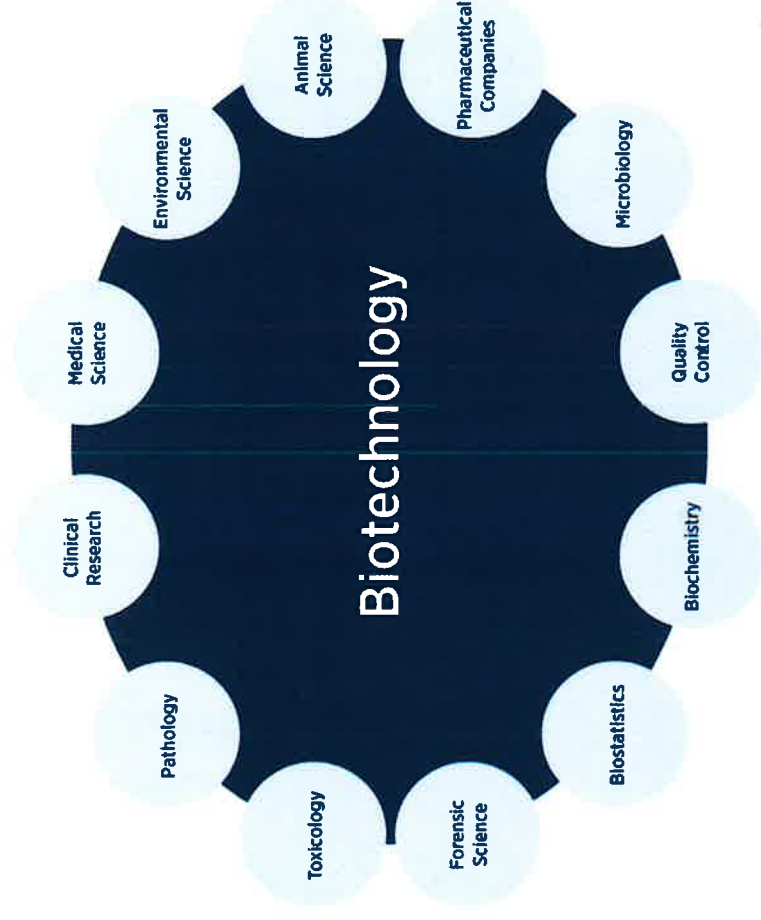 Clinical
Research
Medical
Science
Pathology
Environmental
Science
Toxicology
Animal
Science
Biotechnology
Forensic
Science
Pharmaceutical
Companies
Biostatistics
Microbiology
Biochemistry
Quality
Control